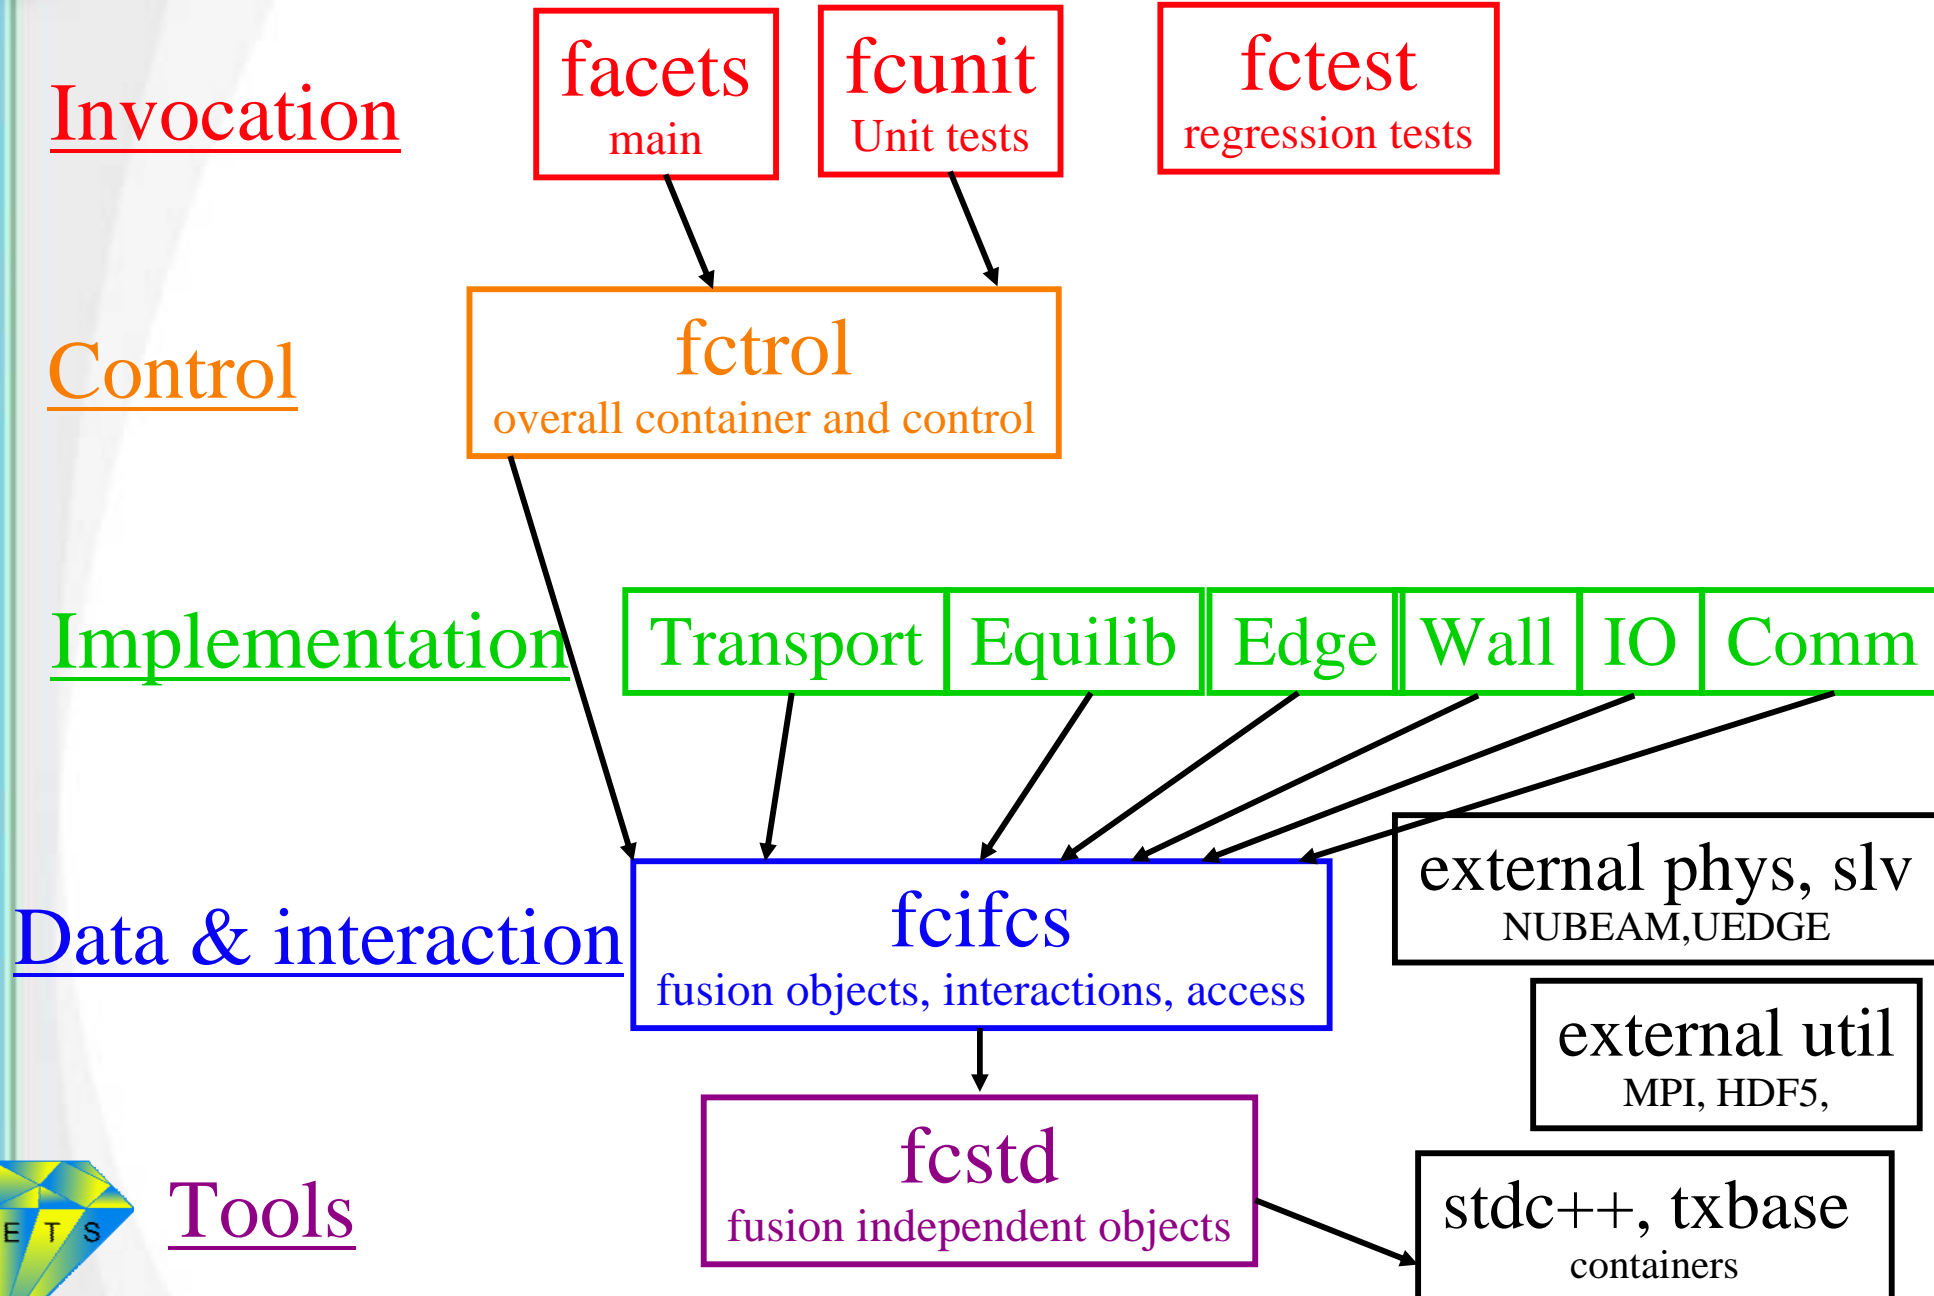 Invocation
facets
main
fcunit
Unit tests
fctest
regression tests
Control
fctrol
overall container and control
Implementation
Transport
Equilib
Edge
Wall
IO
Comm
Data & interaction
fcifcs
fusion objects, interactions, access
external phys, slv
NUBEAM,UEDGE
external util
MPI, HDF5,
Tools
fcstd
fusion independent objects
stdc++, txbase
containers
E T S